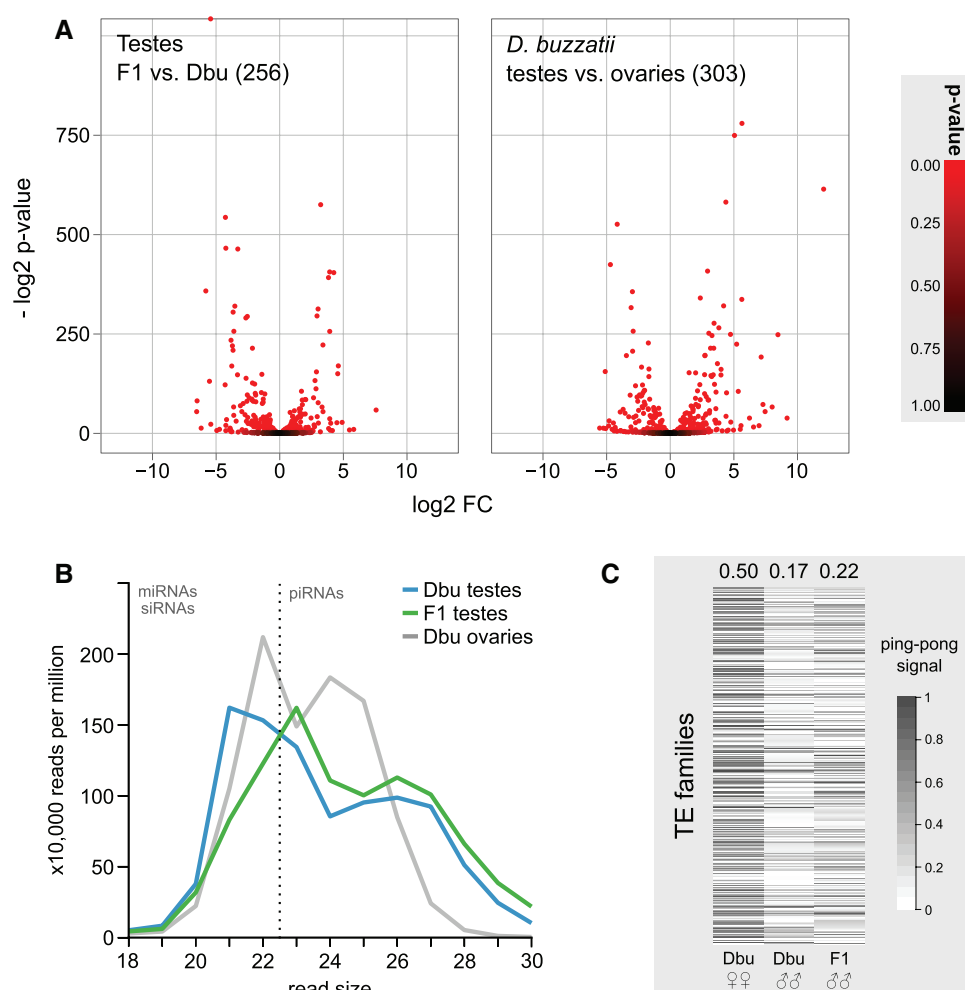 A
Testes
F1 vs. Dbu (256)
D. buzzatii
testes vs. ovaries (303)
- log2 p-value
750
500
250
0
−10 −5 0 5 10
−10 −5 0 5 10
log2 FC
p-value
0.00
0.25
0.50
0.75
1.00
B
miRNAs
siRNAs
piRNAs
Dbu testes
F1 testes
Dbu ovaries
x10,000 reads per million
200
150
100
50
0
18 20 22 24 26 28 30
read size
C
0.50 0.17 0.22
TE families
ping-pong
signal
1
0.8
0.6
0.4
0.2
0
Dbu Dbu F1
♀♀ ♂♂ ♂♂